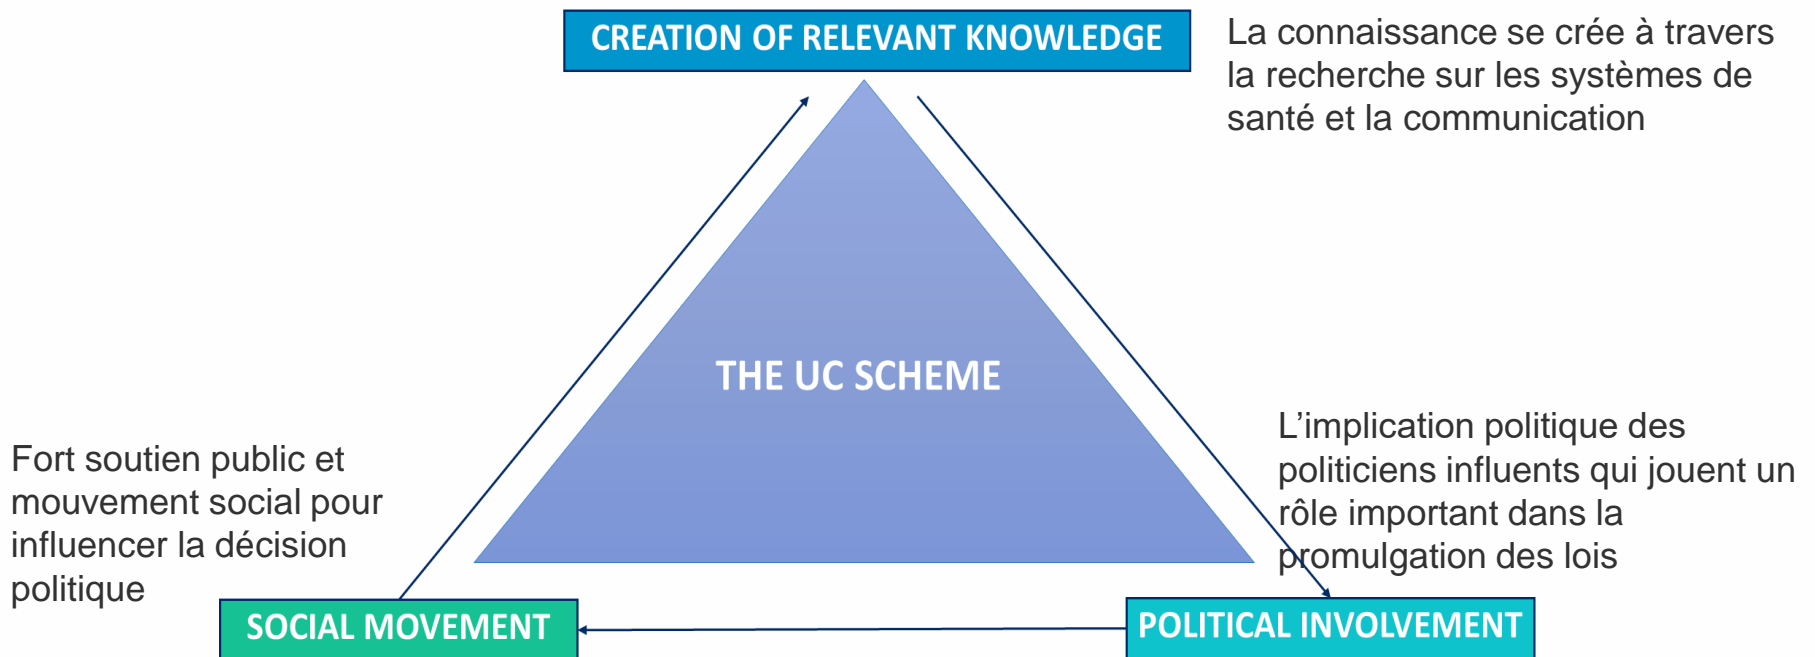 CREATION OF RELEVANT KNOWLEDGE
La connaissance se crée à travers
la recherche sur les systèmes de
santé et la communication
THE UC SCHEME
Fort soutien public et
mouvement social pour
influencer la décision
politique
L’implication politique des
politiciens influents qui jouent un
rôle important dans la
promulgation des lois
SOCIAL MOVEMENT
POLITICAL INVOLVEMENT